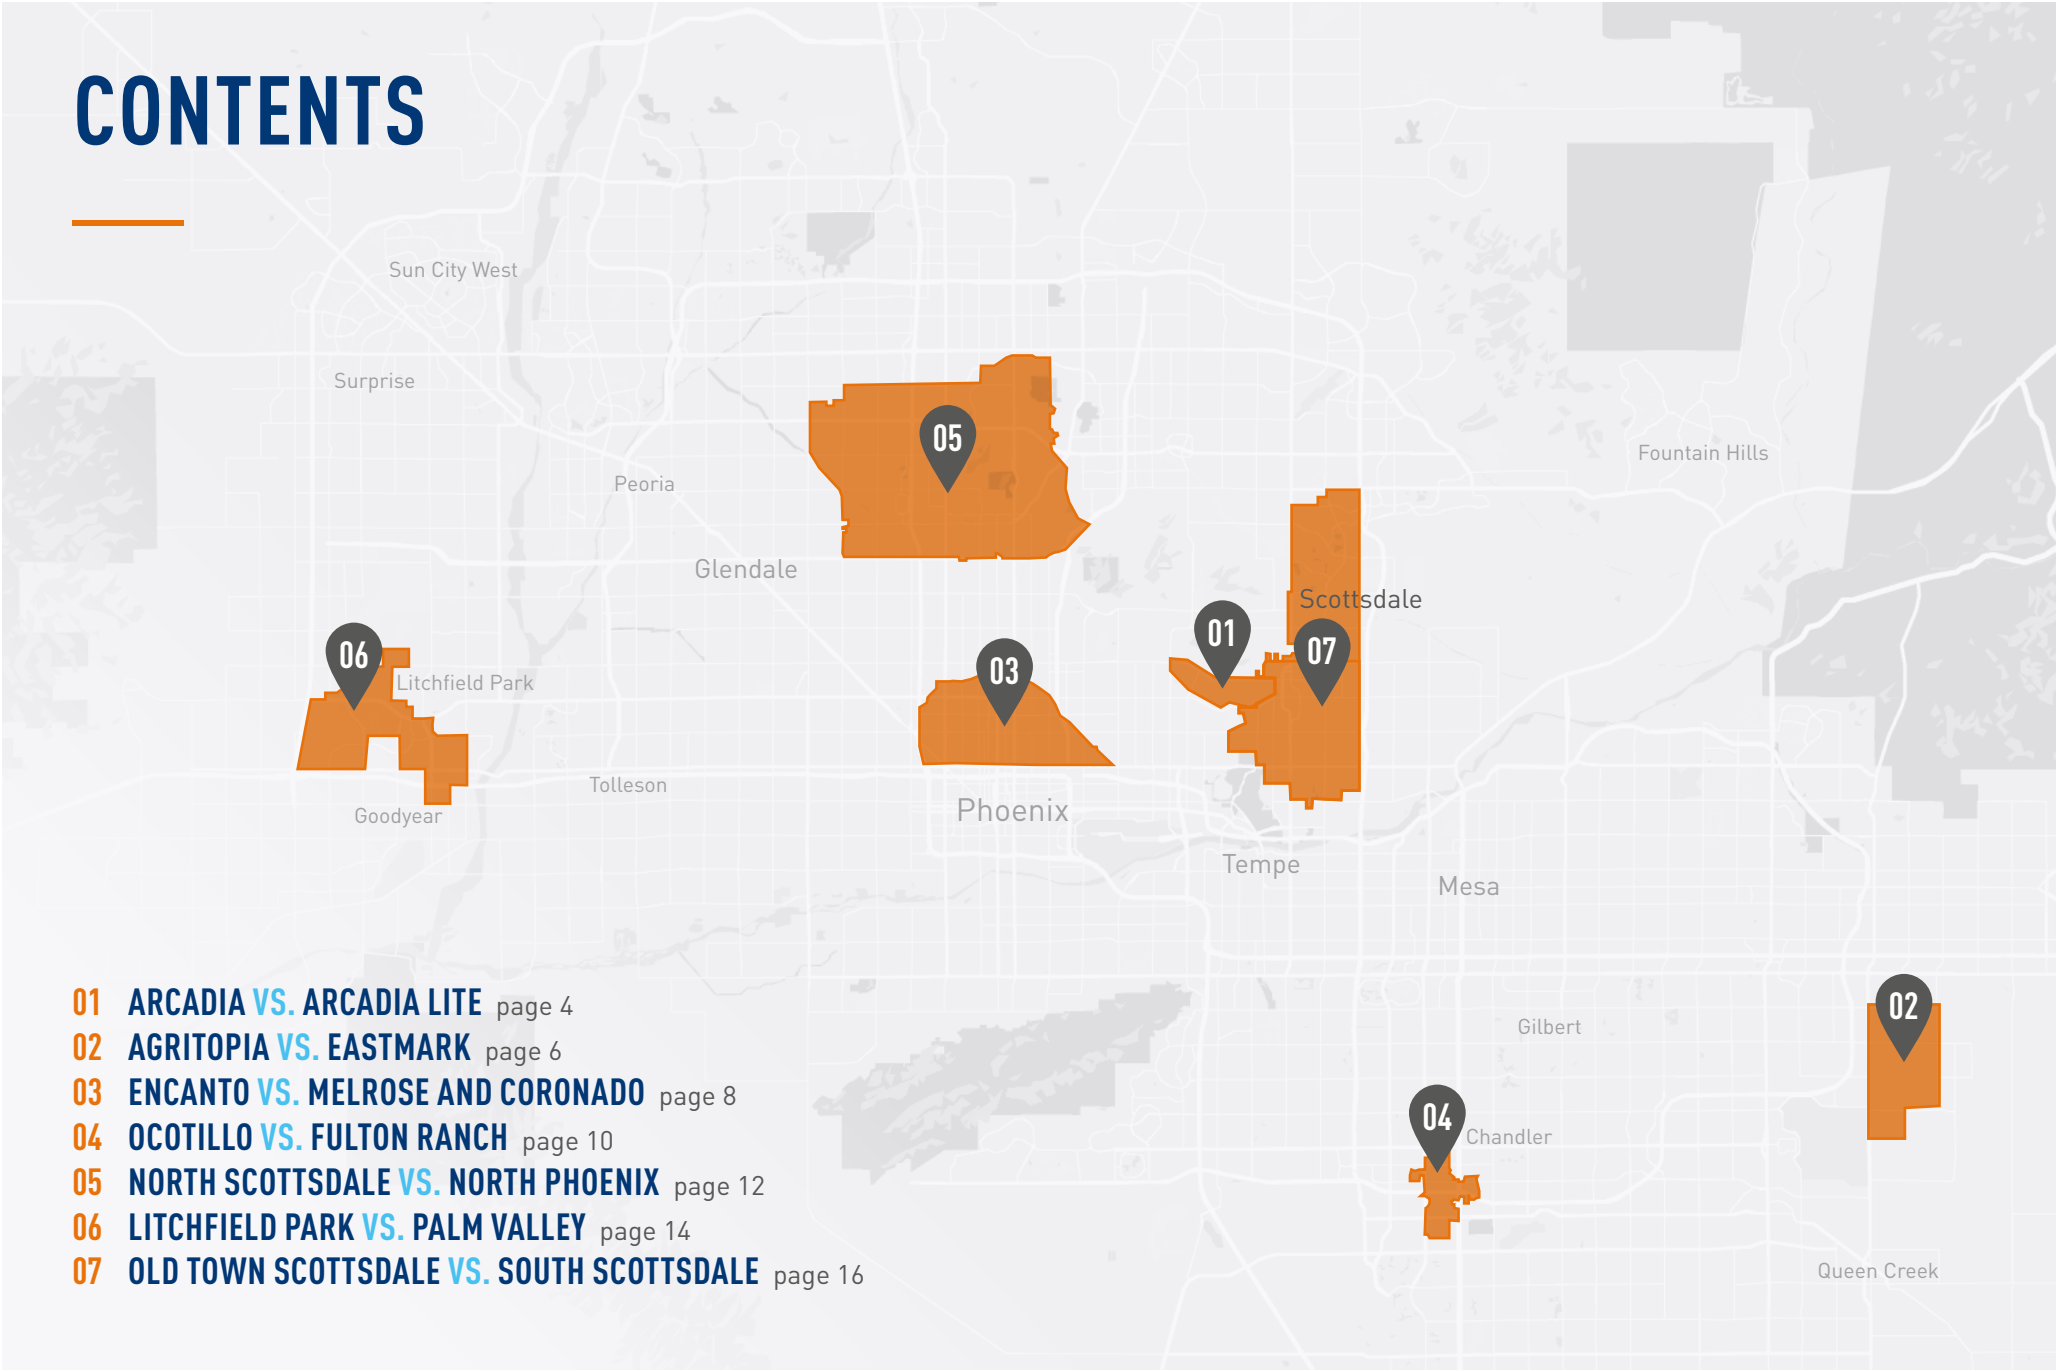 CONTENTS
Sun City West
Surprise
05
Fountain Hills
Peoria
Glendale
Scottsdale
01
07
06
03
Litchfield Park
Tolleson
Phoenix
Goodyear
Tempe
Mesa
01 ARCADIA VS. ARCADIA LITE page 4
02 AGRITOPIA VS. EASTMARK page 6
03 ENCANTO VS. MELROSE AND CORONADO page 8
04 OCOTILLO VS. FULTON RANCH page 10
05 NORTH SCOTTSDALE VS. NORTH PHOENIX page 12
06 LITCHFIELD PARK VS. PALM VALLEY page 14
07 OLD TOWN SCOTTSDALE VS. SOUTH SCOTTSDALE page 16
02
Gilbert
04
Chandler
Queen Creek